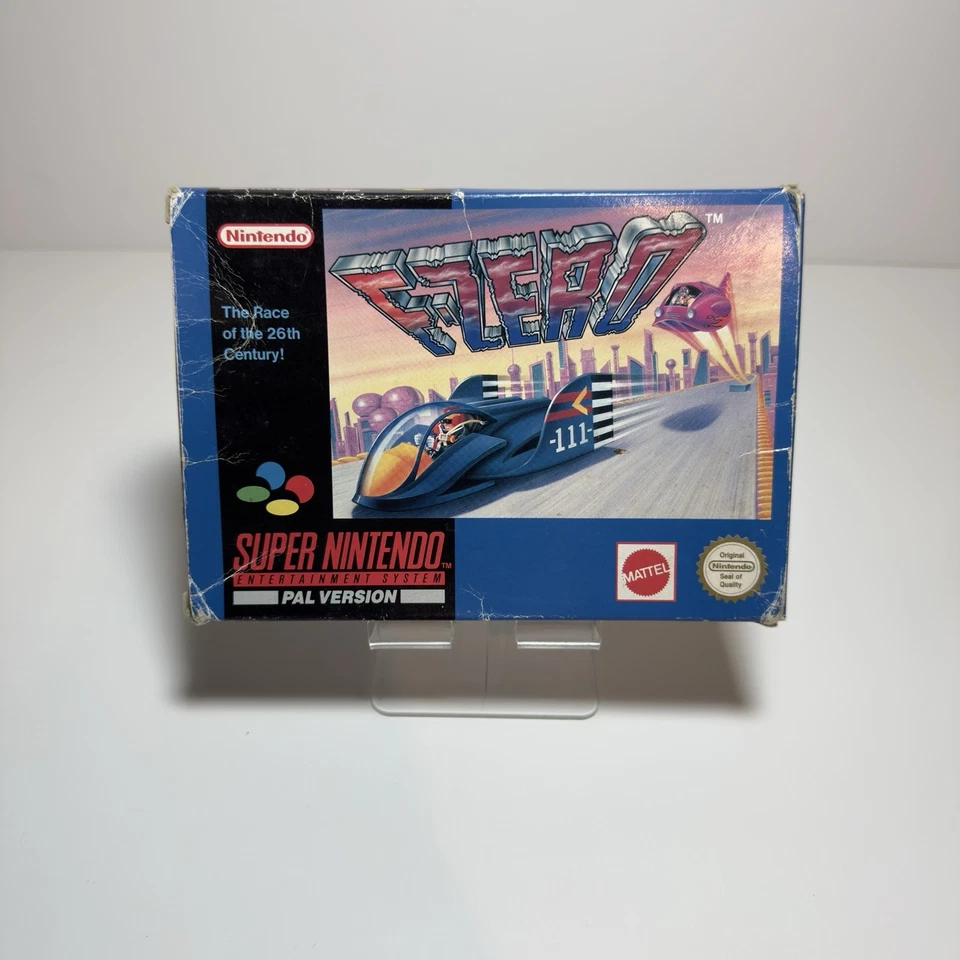 Nintendo®
F-ZERO™
The Race
of the 26th
Century!
-111-
SUPER NINTENDO™
ENTERTAINMENT SYSTEM
PAL VERSION
MATTEL
Original
Nintendo
Seal of
Quality